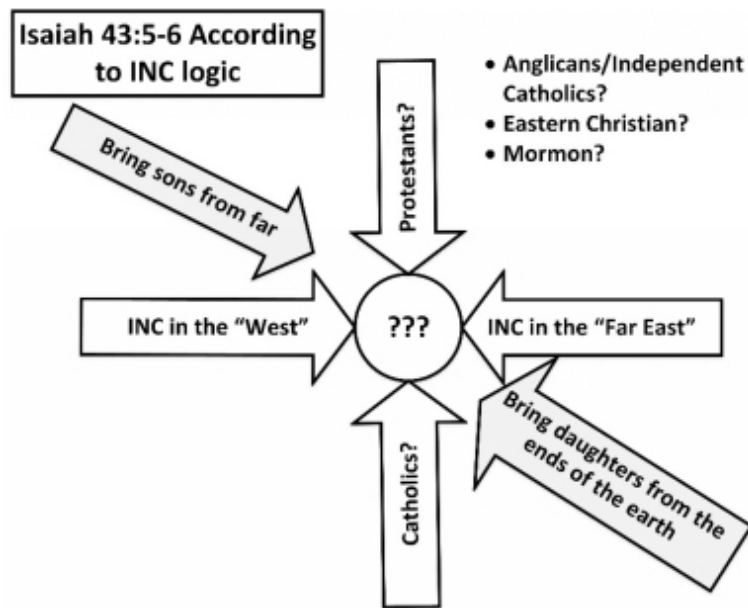 Isaiah 43:5-6 According
to INC logic
• Anglicans/Independent
Catholics?
• Eastern Christian?
• Mormon?
Bring sons from far
Protestants?
INC in the “West”
???
INC in the “Far East”
Catholics?
Bring daughters from the
ends of the earth